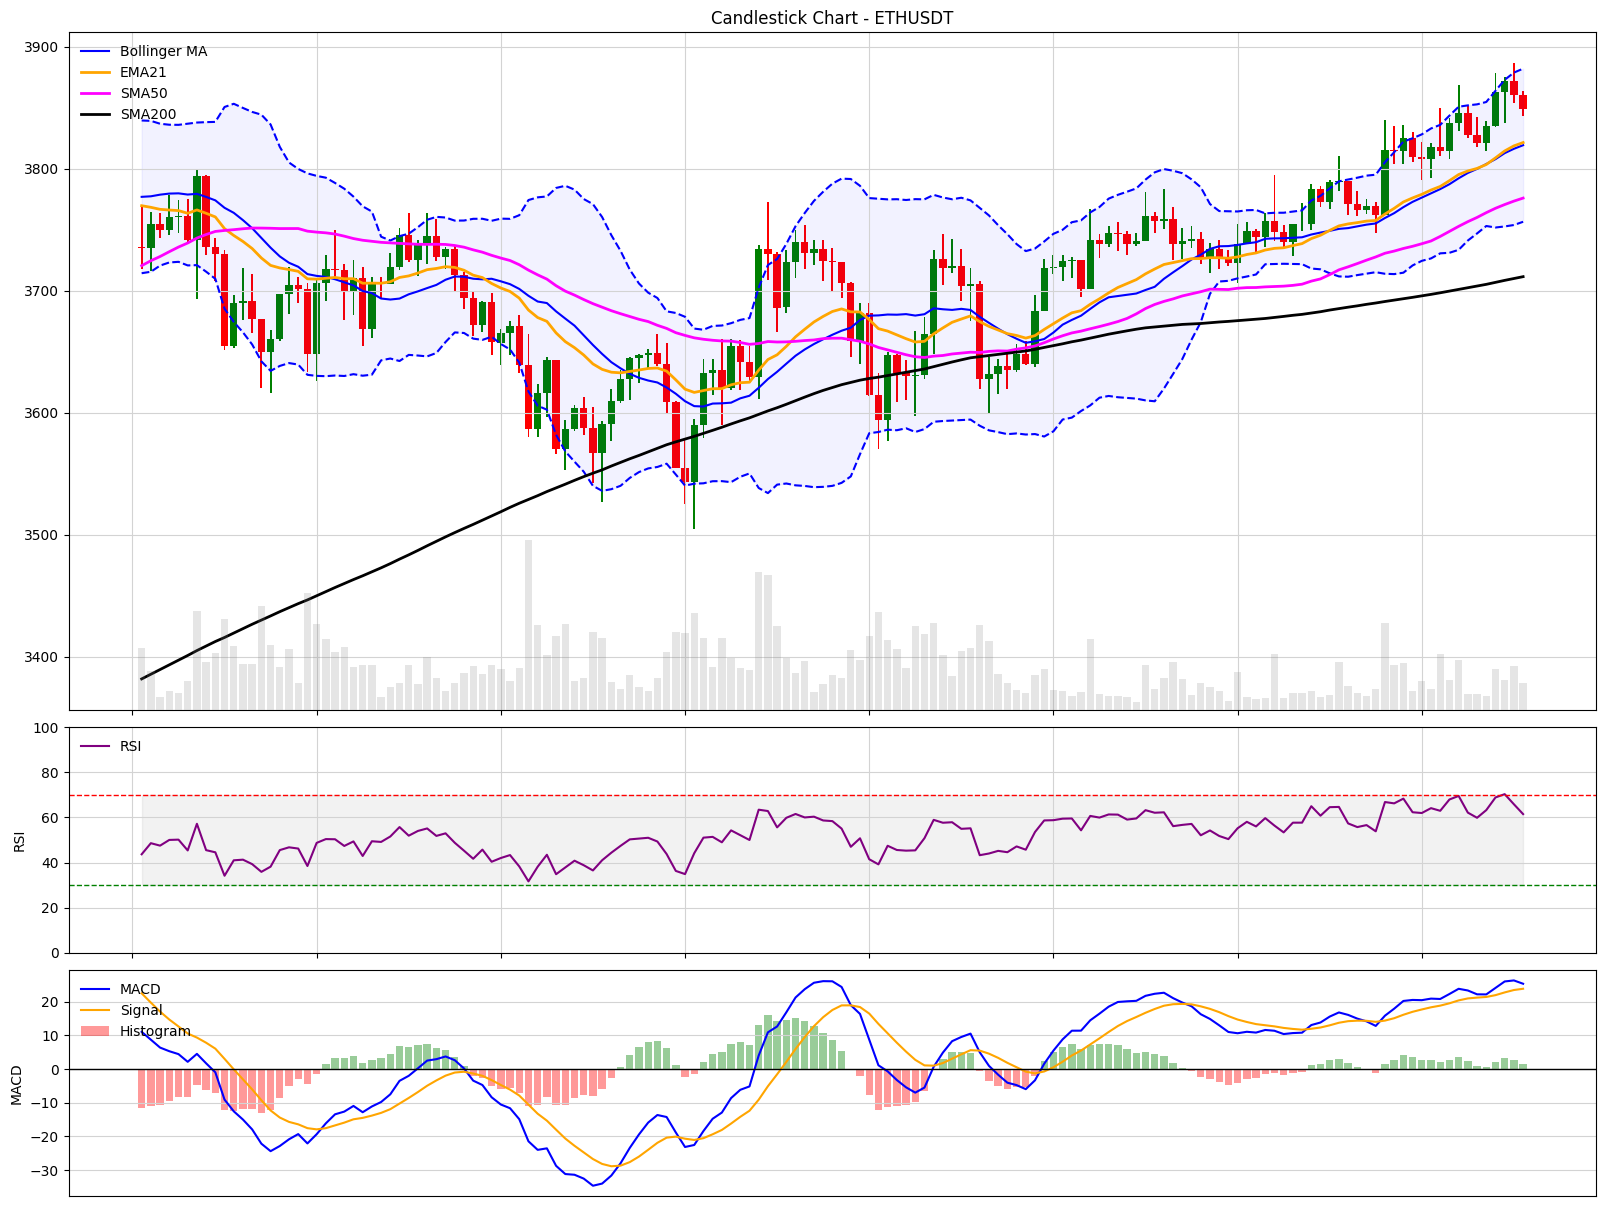 Candlestick Chart - ETHUSDT
3900
3800
3700
3600
3500
3400
Bollinger MA
EMA21
SMA50
SMA200
100
80
60
40
20
0
RSI
RSI
20
10
0
−10
−20
−30
MACD
MACD
Signal
Histogram